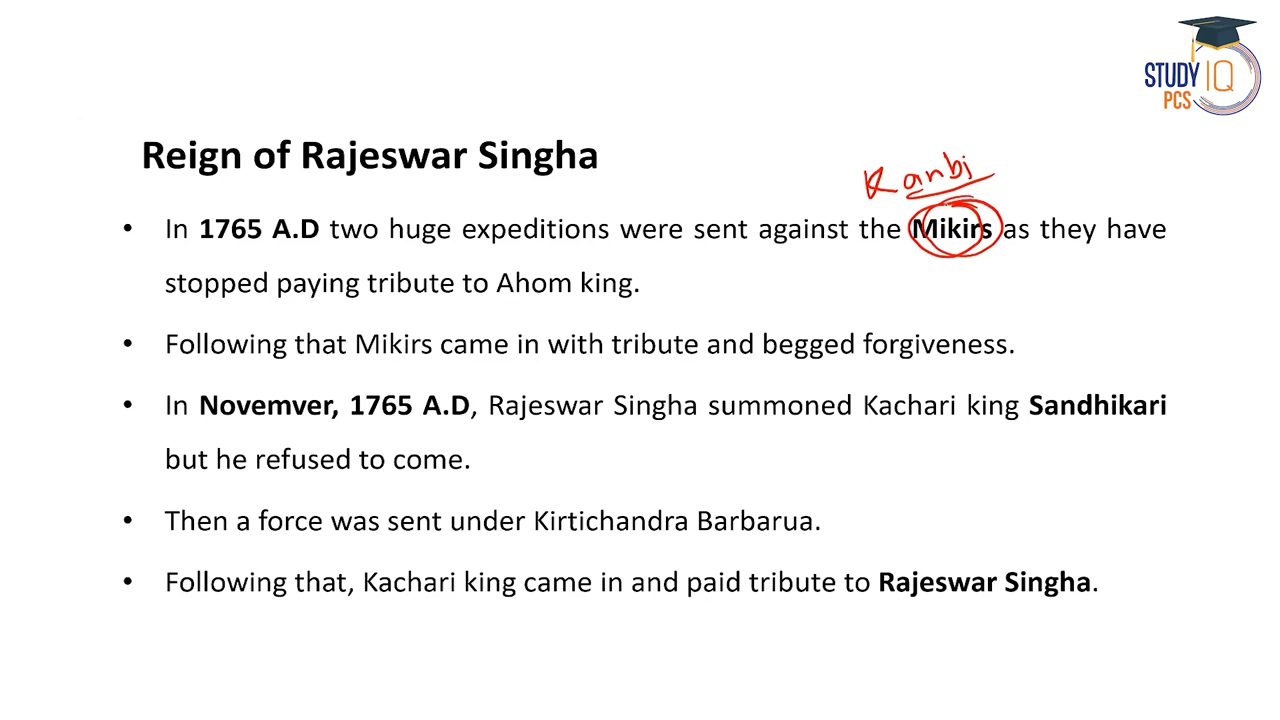 STUDY IQ
PCS
Reign of Rajeswar Singha
Kanbi
• In 1765 A.D two huge expeditions were sent against the Mikirs as they have
stopped paying tribute to Ahom king.
• Following that Mikirs came in with tribute and begged forgiveness.
• In Novemver, 1765 A.D, Rajeswar Singha summoned Kachari king Sandhikari
but he refused to come.
• Then a force was sent under Kirtichandra Barbarua.
• Following that, Kachari king came in and paid tribute to Rajeswar Singha.